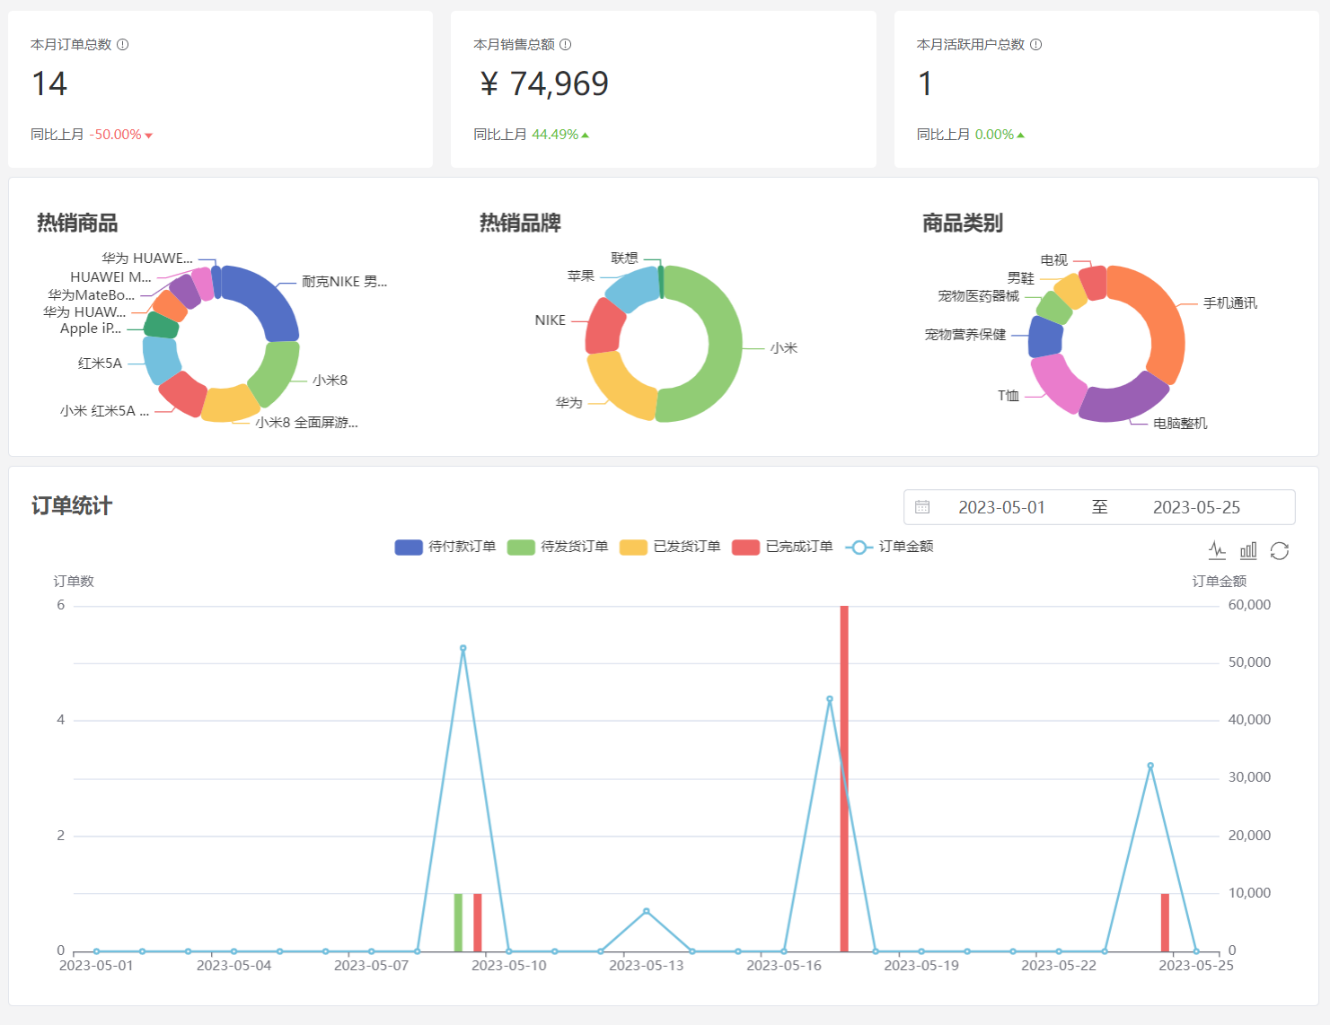 本月订单总数
14
同比上月 -50.00%
本月销售总额
¥ 74,969
同比上月 44.49%
本月活跃用户总数
1
同比上月 0.00%
热销商品
华为 HUAWE...
HUAWEI M...
华为MateBo...
华为 HUAW...
Apple iP...
红米5A
小米 红米5A ...
耐克NIKE 男...
小米8
小米8 全面屏游...
热销品牌
联想
苹果
NIKE
华为
小米
商品类别
电视
男鞋
宠物医药器械
宠物营养保健
T恤
手机通讯
电脑整机
订单统计
2023-05-01 至 2023-05-25
待付款订单 待发货订单 已发货订单 已完成订单 订单金额
订单数
订单金额
6
4
2
0
60,000
50,000
40,000
30,000
20,000
10,000
0
2023-05-01 2023-05-04 2023-05-07 2023-05-10 2023-05-13 2023-05-16 2023-05-19 2023-05-22 2023-05-25